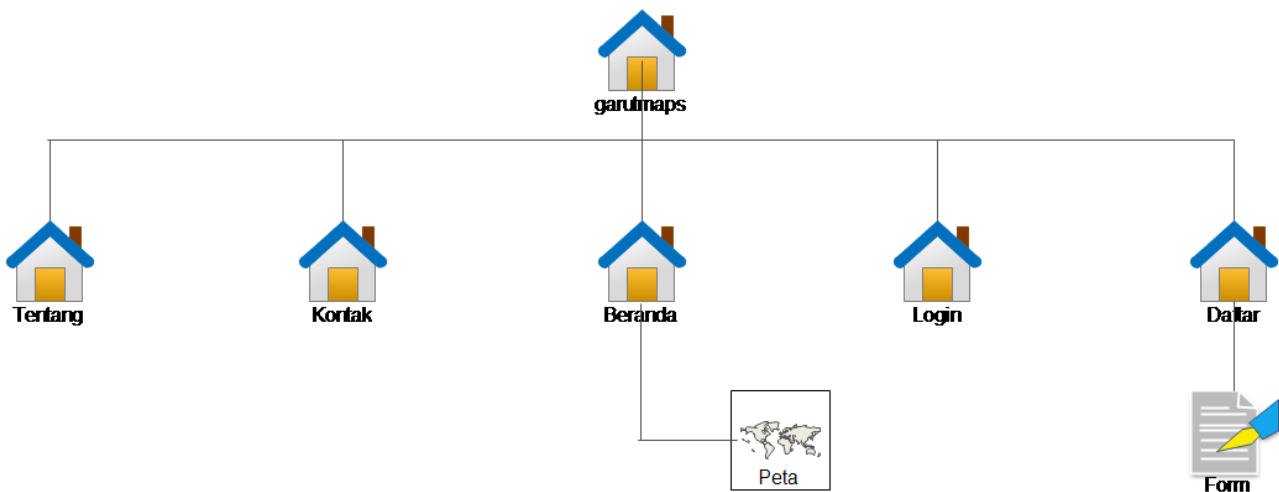 garutmaps
Tentang
Kontak
Beranda
Login
Daftar
Peta
Form